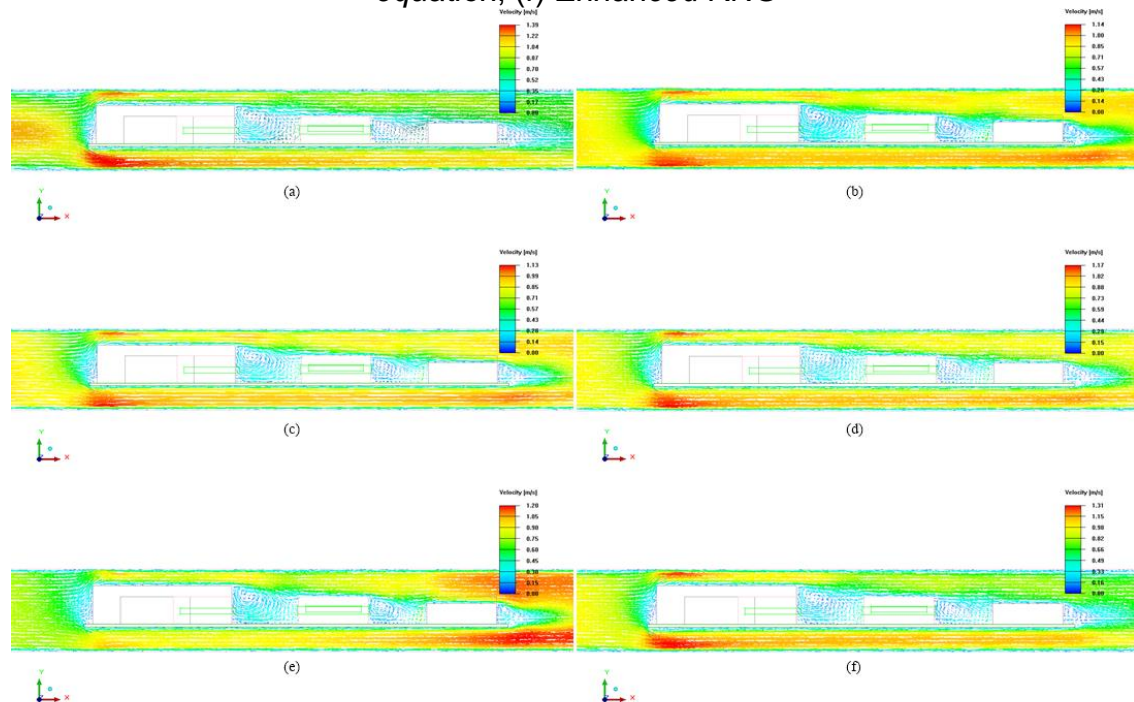 equation, (f) Enhanced RNG
Velocity [m/s]
1.39
1.22
1.04
0.87
0.70
0.52
0.35
0.17
0.00
(a)
Y
X
Velocity [m/s]
1.14
1.00
0.85
0.71
0.57
0.43
0.28
0.14
0.00
(b)
Y
X
Velocity [m/s]
1.13
0.99
0.85
0.71
0.57
0.43
0.28
0.14
0.00
(c)
Y
X
Velocity [m/s]
1.17
1.02
0.88
0.73
0.59
0.44
0.29
0.15
0.00
(d)
Y
X
Velocity [m/s]
1.20
1.05
0.90
0.75
0.60
0.45
0.30
0.15
0.00
(e)
Y
X
Velocity [m/s]
1.31
1.15
0.98
0.82
0.66
0.49
0.33
0.16
0.00
(f)
Y
X